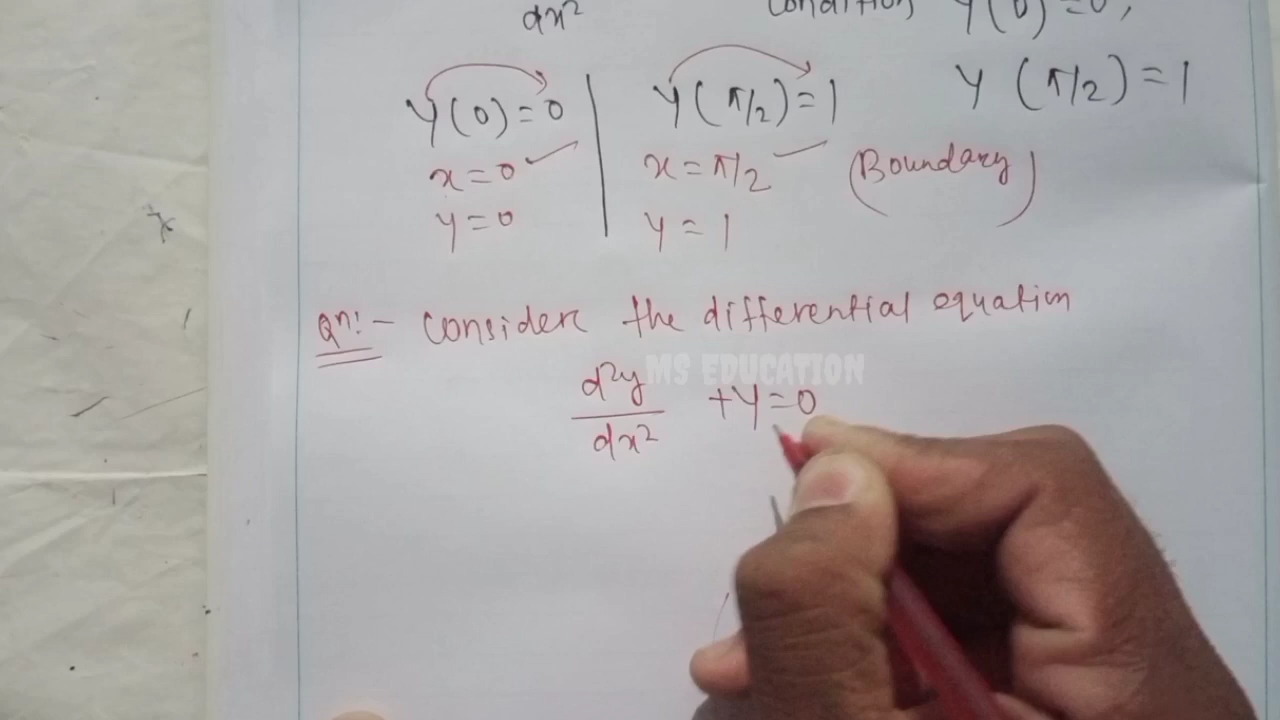 dx² condition y(0)=0,
y(0)=0 y(π/2)=1 y(π/2)=1
x=0 x=π/2 (Boundary)
y=0 y=1
Qn:- Consider the differential equation
MS EDUCATION
d²y/dx² +y=0